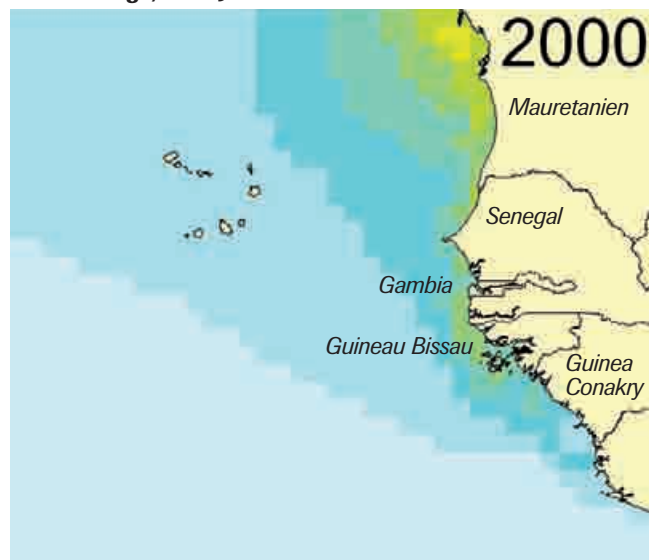 2000
Mauretanien
Senegal
Gambia
Guineau Bissau
Guinea
Conakry